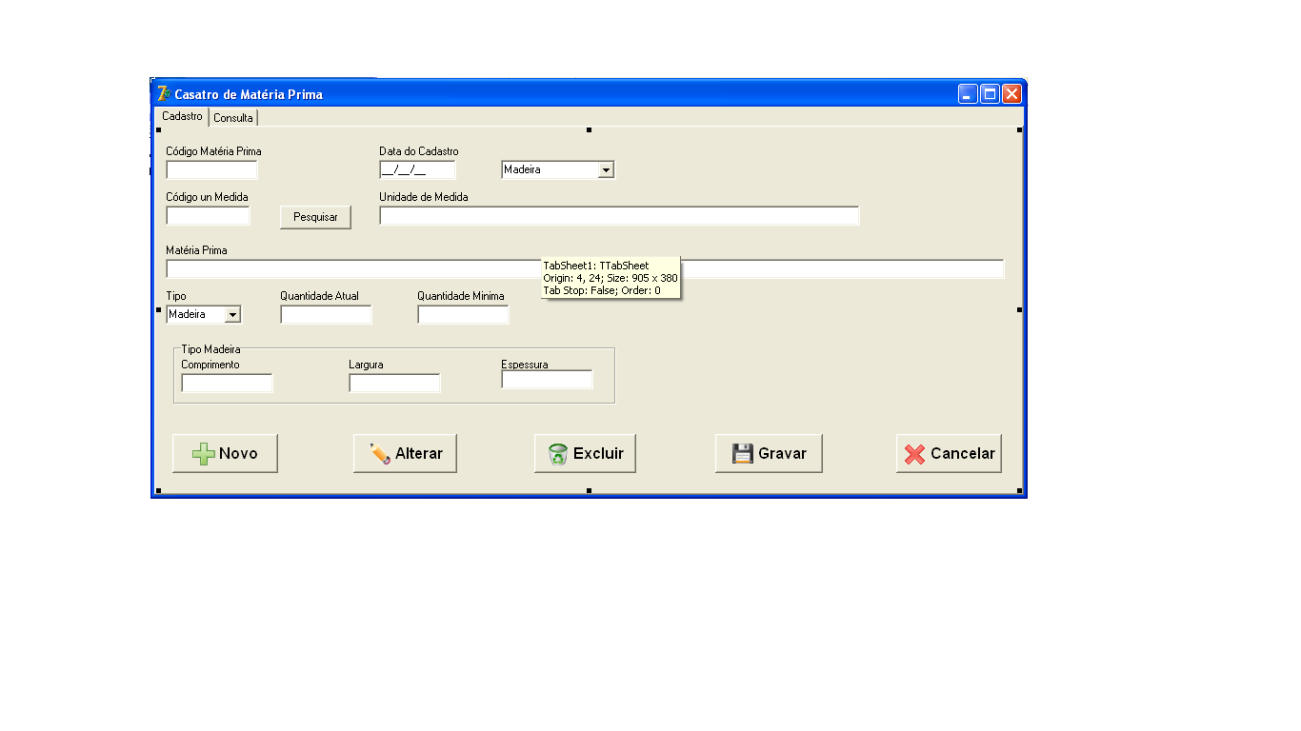 Casatro de Matéria Prima
Cadastro Consulta
Código Matéria Prima Data do Cadastro
__/__/__ Madeira
Código un Medida Unidade de Medida
Pesquisar
Matéria Prima
TabSheet1: TTabSheet
Origin: 4, 24; Size: 905 x 380
Tab Stop: False; Order: 0
Tipo Quantidade Atual Quantidade Minima
Madeira
Tipo Madeira
Comprimento Largura Espessura
Novo Alterar Excluir Gravar Cancelar